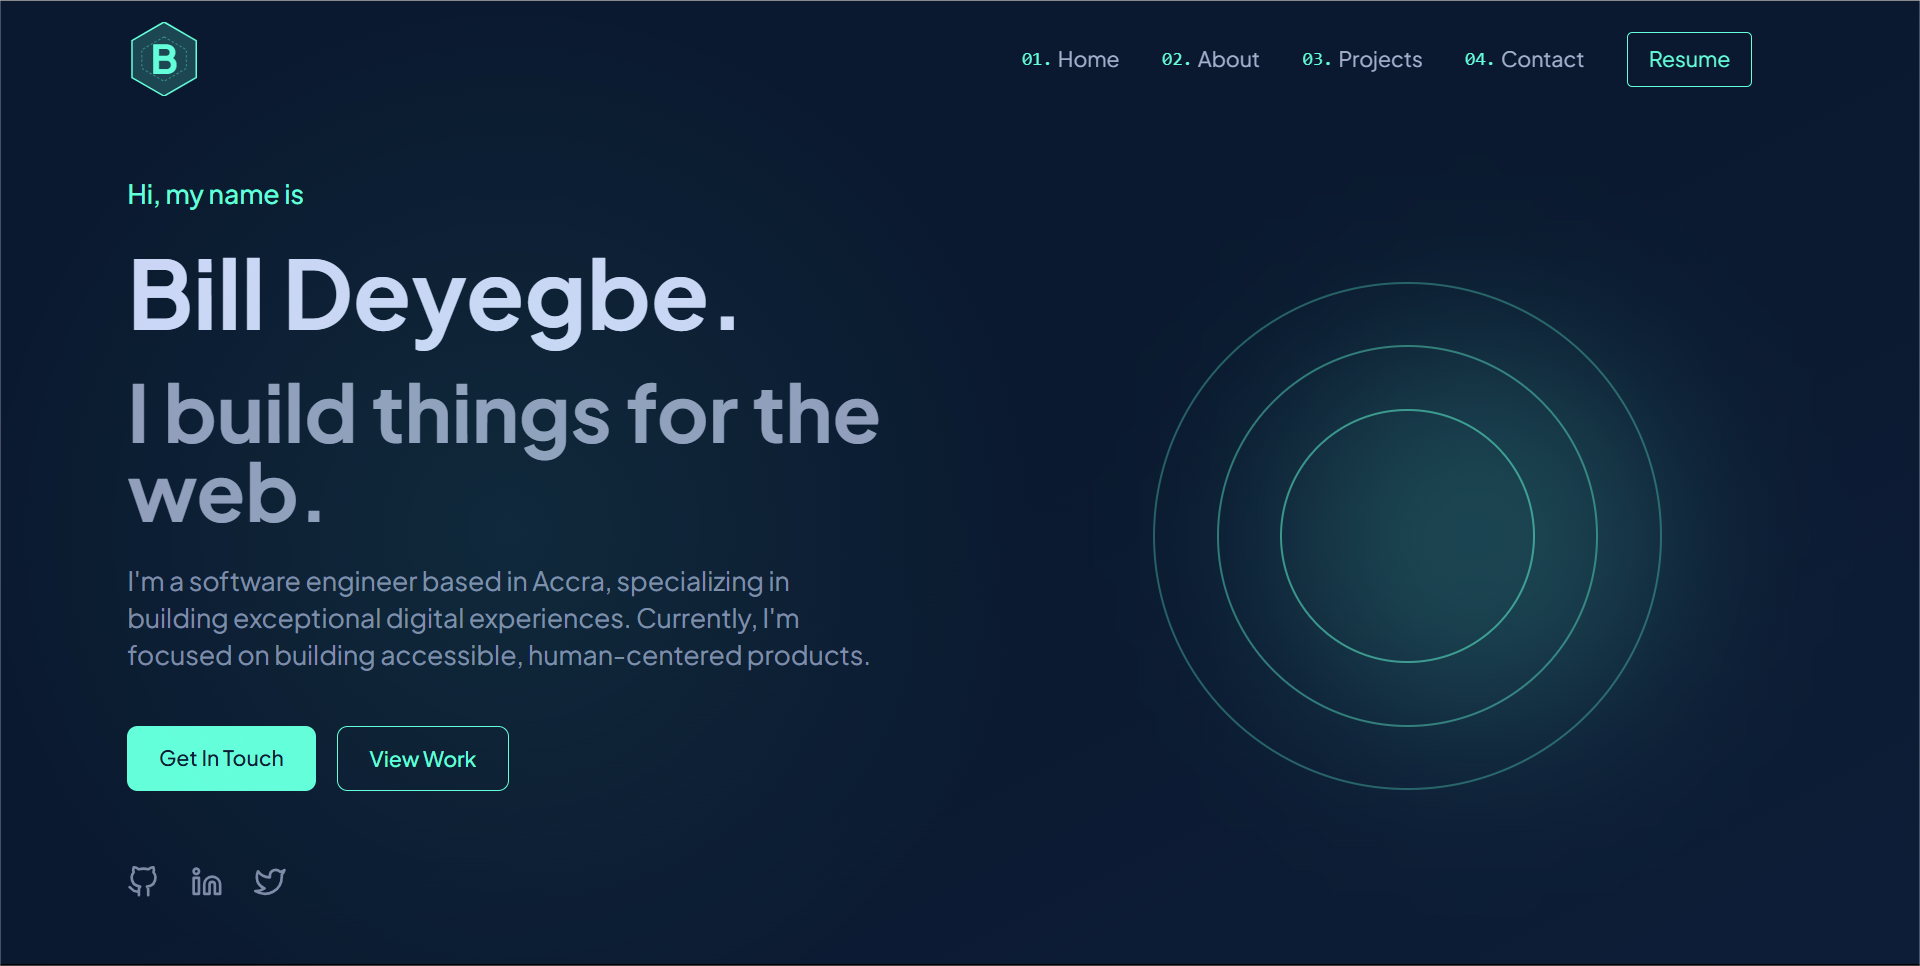 B
01. Home 02. About 03. Projects 04. Contact Resume
Hi, my name is
Bill Deyegbe.
I build things for the
web.
I'm a software engineer based in Accra, specializing in
building exceptional digital experiences. Currently, I'm
focused on building accessible, human-centered products.
Get In Touch View Work